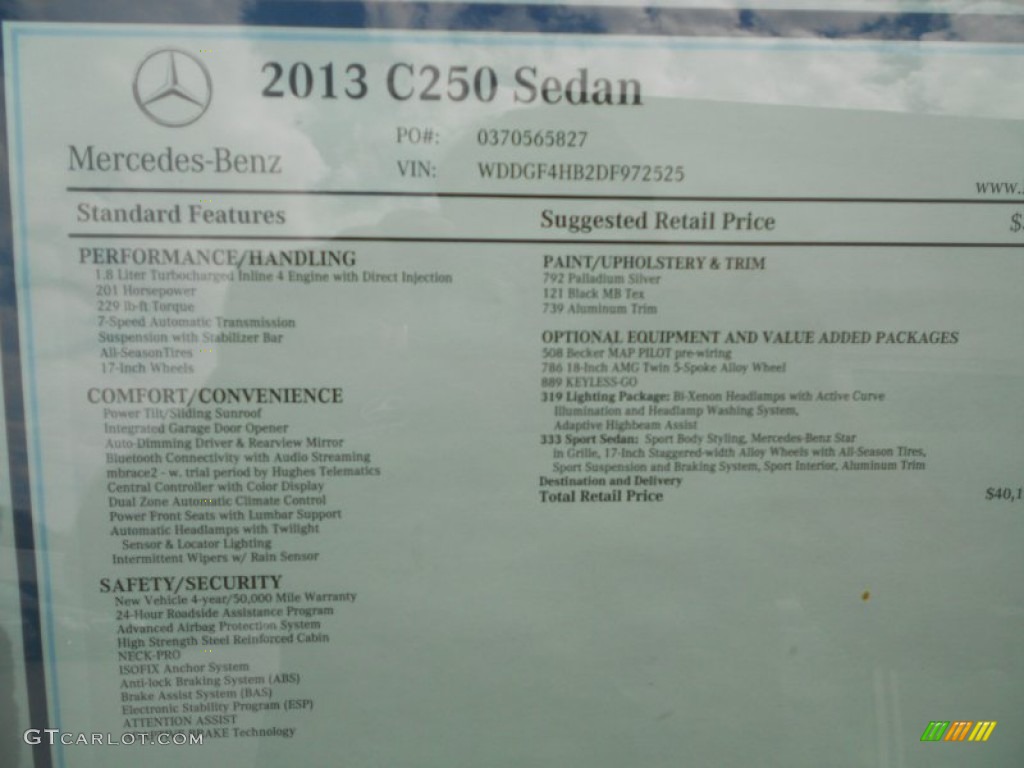 2013 C250 Sedan
PO#: 0370565827
Mercedes-Benz
VIN: WDDGF4HB2DF972525
www.
Standard Features
Suggested Retail Price
PERFORMANCE/HANDLING
1.8 Liter Turbocharged Inline 4 Engine with Direct Injection
201 Horsepower
229 lb-ft Torque
7-Speed Automatic Transmission
Suspension with Stabilizer Bar
All-SeasonTires
17-Inch Wheels
COMFORT/CONVENIENCE
Power Tilt/Sliding Sunroof
Integrated Garage Door Opener
Auto-Dimming Driver & Rearview Mirror
Bluetooth Connectivity with Audio Streaming
mbrace2 - w. trial period by Hughes Telematics
Central Controller with Color Display
Dual Zone Automatic Climate Control
Power Front Seats with Lumbar Support
Automatic Headlamps with Twilight
Sensor & Locator Lighting
Intermittent Wipers w/ Rain Sensor
SAFETY/SECURITY
New Vehicle 4-year/50,000 Mile Warranty
24-Hour Roadside Assistance Program
Advanced Airbag Protection System
High Strength Steel Reinforced Cabin
NECK-PRO
ISOFIX Anchor System
Anti-lock Braking System (ABS)
Brake Assist System (BAS)
Electronic Stability Program (ESP)
ATTENTION ASSIST
BRAKE Technology
PAINT/UPHOLSTERY & TRIM
792 Palladium Silver
121 Black MB Tex
739 Aluminum Trim
OPTIONAL EQUIPMENT AND VALUE ADDED PACKAGES
508 Becker MAP PILOT pre-wiring
786 18-Inch AMG Twin 5-Spoke Alloy Wheel
889 KEYLESS-GO
319 Lighting Package: Bi-Xenon Headlamps with Active Curve
Illumination and Headlamp Washing System,
Adaptive Highbeam Assist
333 Sport Sedan: Sport Body Styling, Mercedes-Benz Star
in Grille, 17-Inch Staggered-width Alloy Wheels with All-Season Tires,
Sport Suspension and Braking System, Sport Interior, Aluminum Trim
Destination and Delivery
Total Retail Price $40,1
GTCARLOT.COM